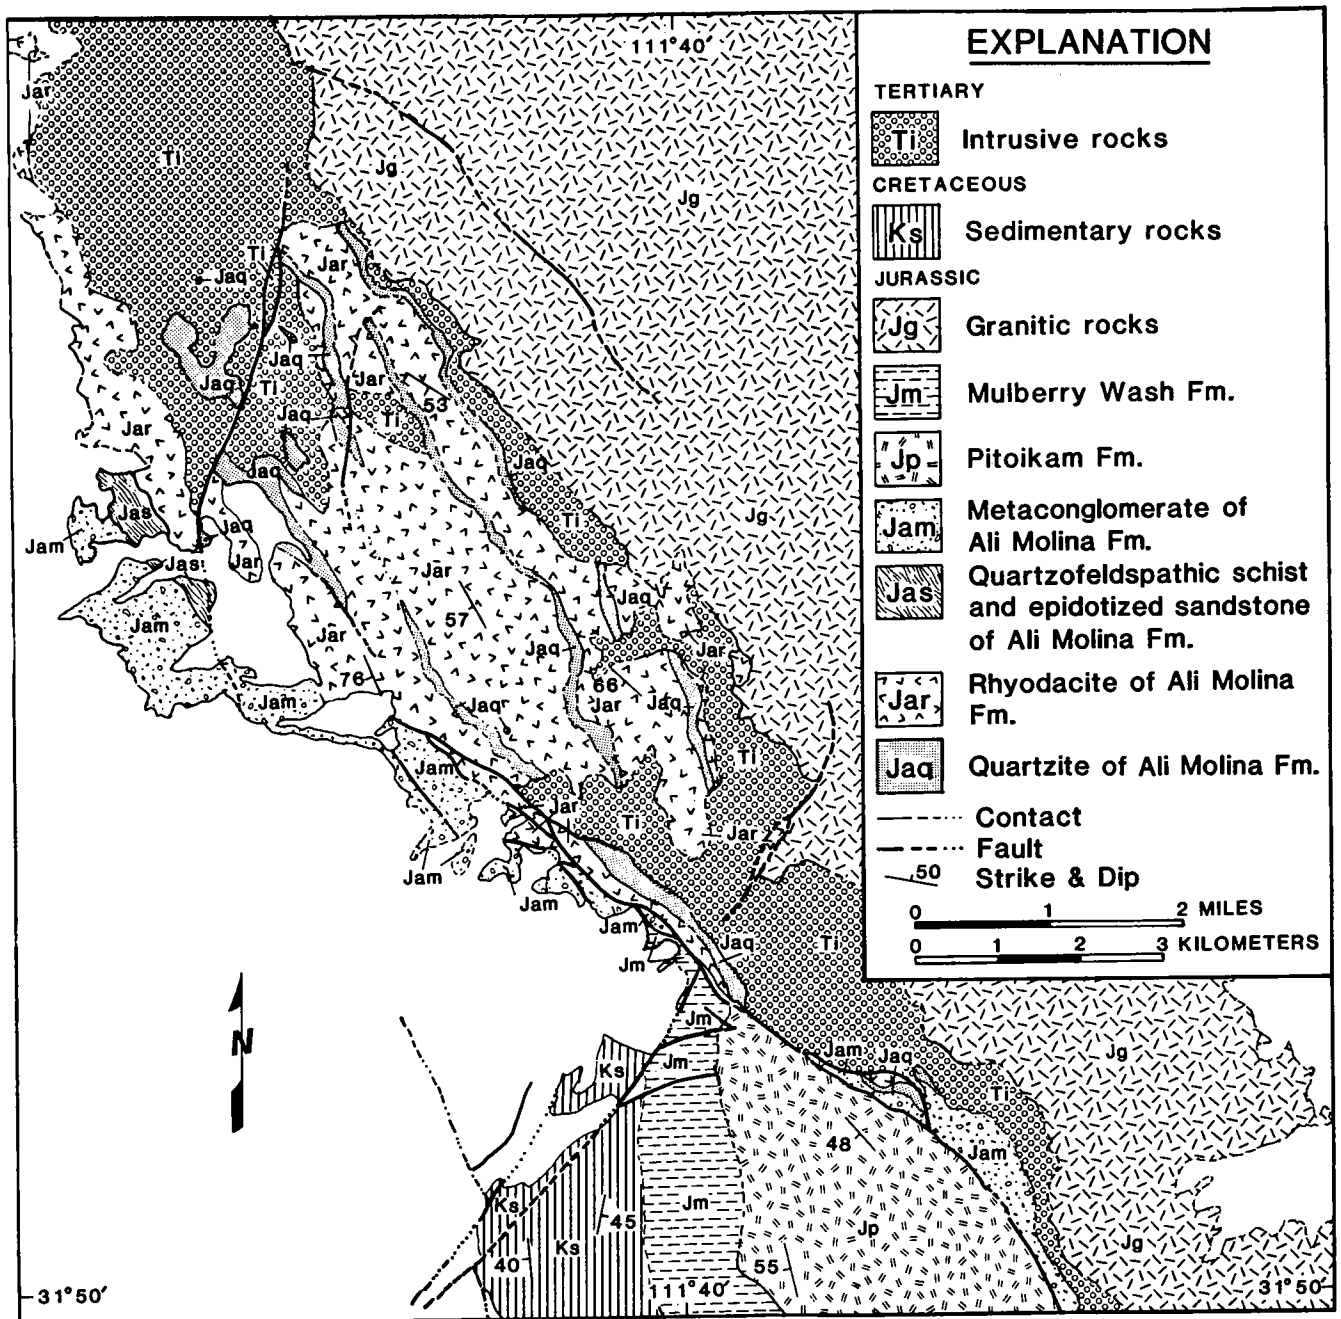 111°40'
Jar
Ti
Jg
Jg
Ti
Jar
Jaq
Jaq
Jar
Jaq
Ti
Jaq
53
Ti
Jar
Jaq
Jaq
Jas
Jaq
Ti
Jg
Jam
Jas
Jar
Jar
Jaq
Jam
57
Jar
Jaq
Jar
76
66
Jam
Jaq
Jar
Jaq
Jam
Ti
Jar
Ti
Jar
Jam
Jam
Jam
Jaq
Ti
Jm
N
Jm
Ks
Jm
Jam
Jaq
Jg
Ti
48
Jam
Ks
Jm
45
Ks
Jp
Jg
40
55
31°50'
111°40'
31°50'
EXPLANATION
TERTIARY
Ti Intrusive rocks
CRETACEOUS
Ks Sedimentary rocks
JURASSIC
Jg Granitic rocks
Jm Mulberry Wash Fm.
Jp Pitoikam Fm.
Jam Metaconglomerate of
Ali Molina Fm.
Jas Quartzofeldspathic schist
and epidotized sandstone
of Ali Molina Fm.
Jar Rhyodacite of Ali Molina
Fm.
Jaq Quartzite of Ali Molina Fm.
Contact
Fault
50 Strike & Dip
0 1 2 MILES
0 1 2 3 KILOMETERS